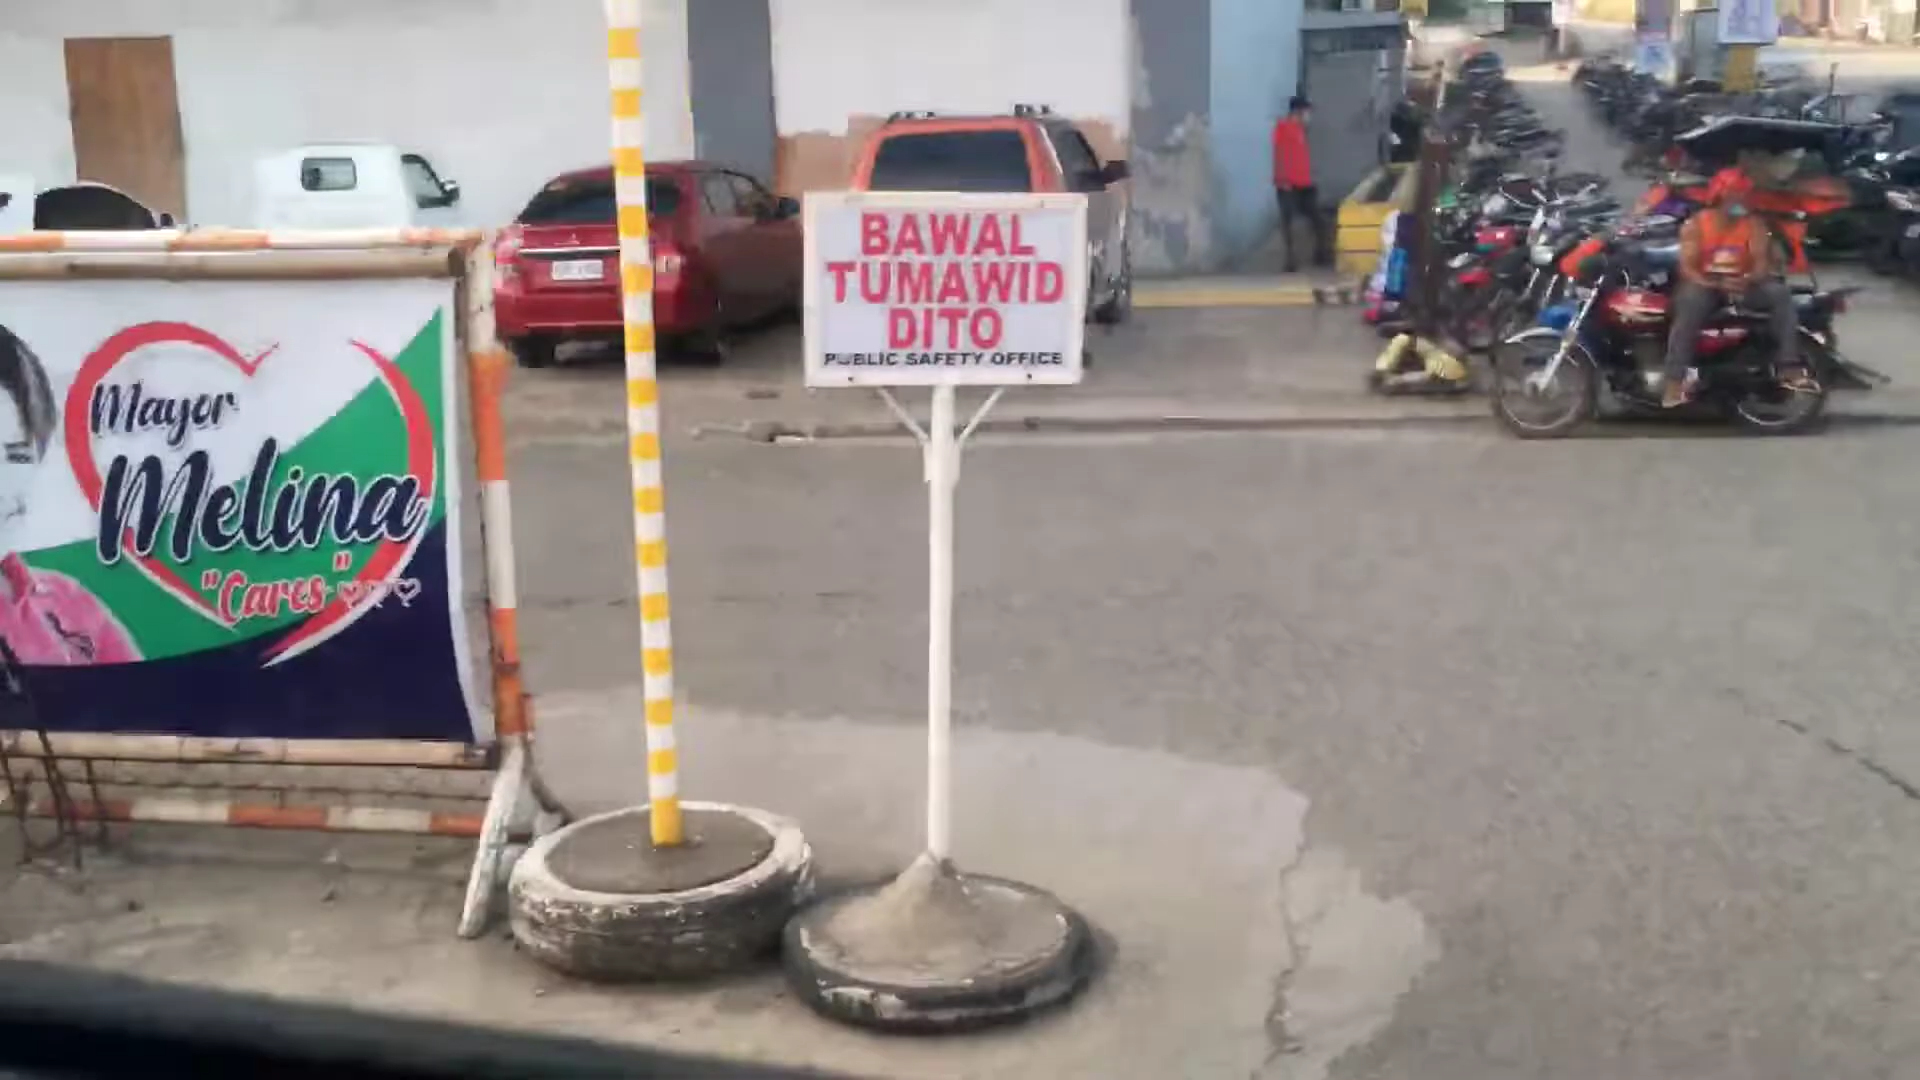 BAWAL
TUMAWID
DITO
PUBLIC SAFETY OFFICE
Mayor
Melina
"Cares"